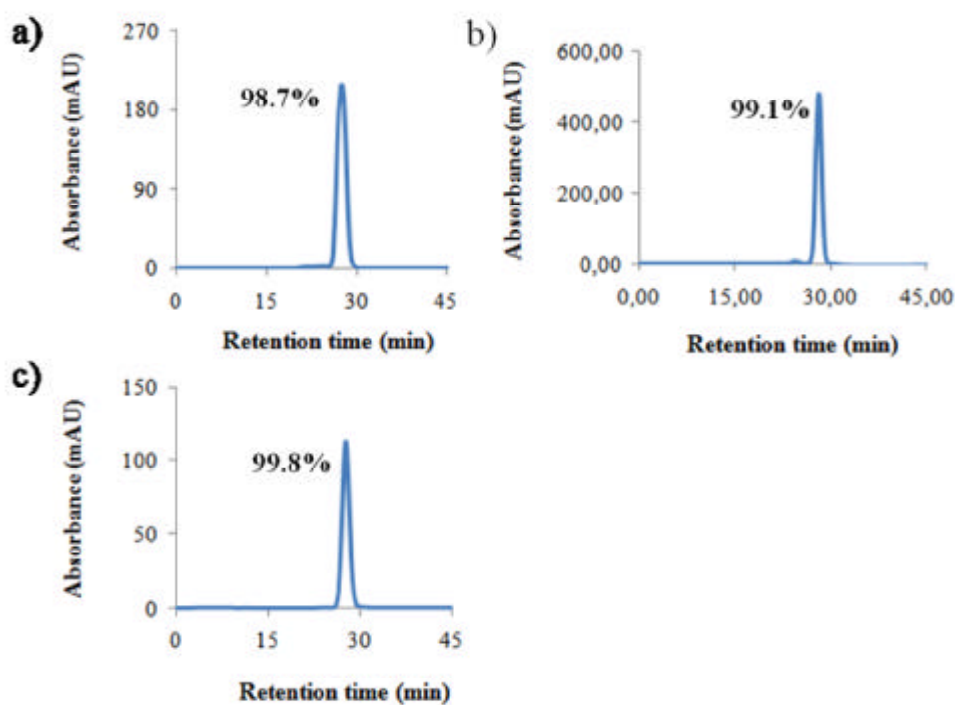 a)
270
180
90
0
98.7%
0 15 30 45
Absorbance (mAU)
Retention time (min)
b)
600,00
400,00
200,00
0,00
99.1%
0,00 15,00 30,00 45,00
Absorbance (mAU)
Retention time (min)
c)
150
100
50
0
99.8%
0 15 30 45
Absorbance (mAU)
Retention time (min)